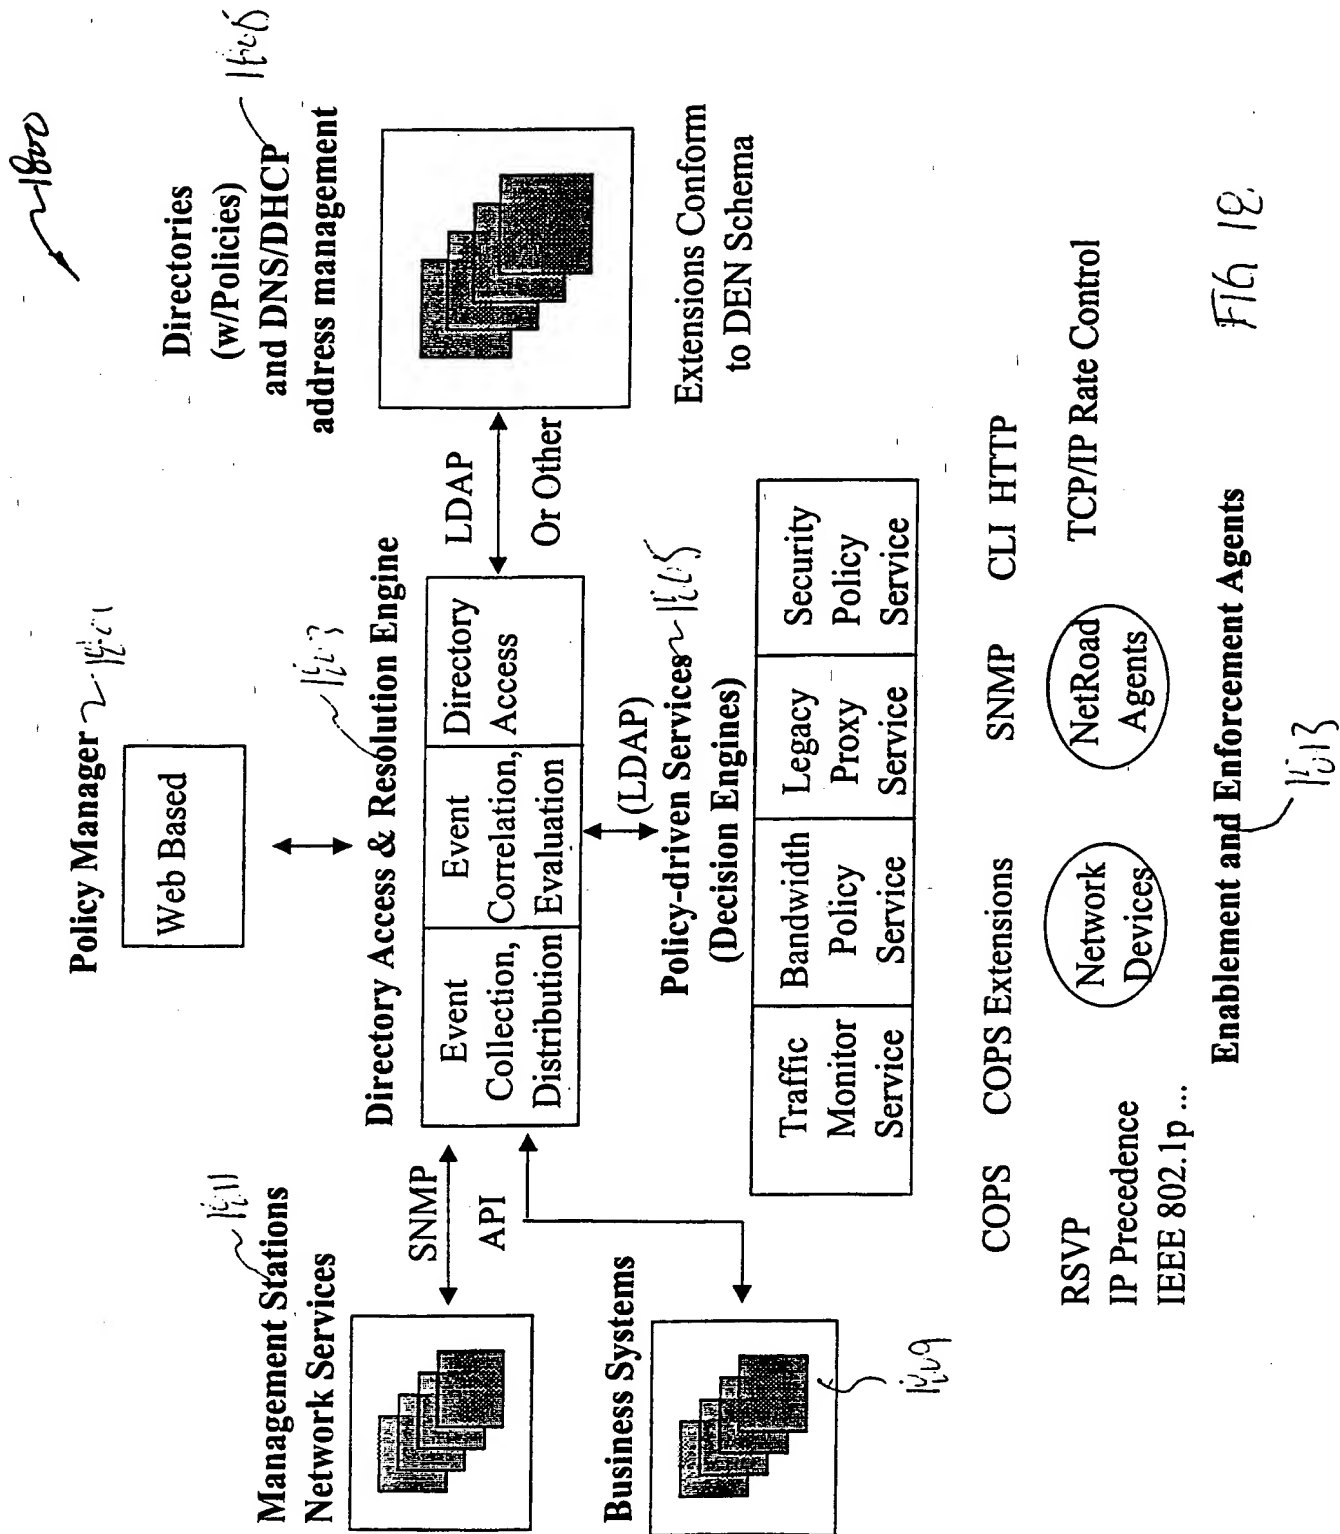 Policy Manager
Web Based
Directories
(w/Policies)
and DNS/DHCP
address management
Management Stations
Network Services
SNMP
API
Directory Access & Resolution Engine
Event
Collection,
Distribution
Event
Correlation,
Evaluation
Directory
Access
LDAP
Or Other
Extensions Conform
to DEN Schema
Business Systems
(LDAP)
Policy-driven Services
(Decision Engines)
Traffic
Monitor
Service
Bandwidth
Policy
Service
Legacy
Proxy
Service
Security
Policy
Service
COPS COPS Extensions SNMP CLI HTTP
RSVP
IP Precedence
IEEE 802.1p ...
Network
Devices
NetRoad
Agents
TCP/IP Rate Control
Enablement and Enforcement Agents